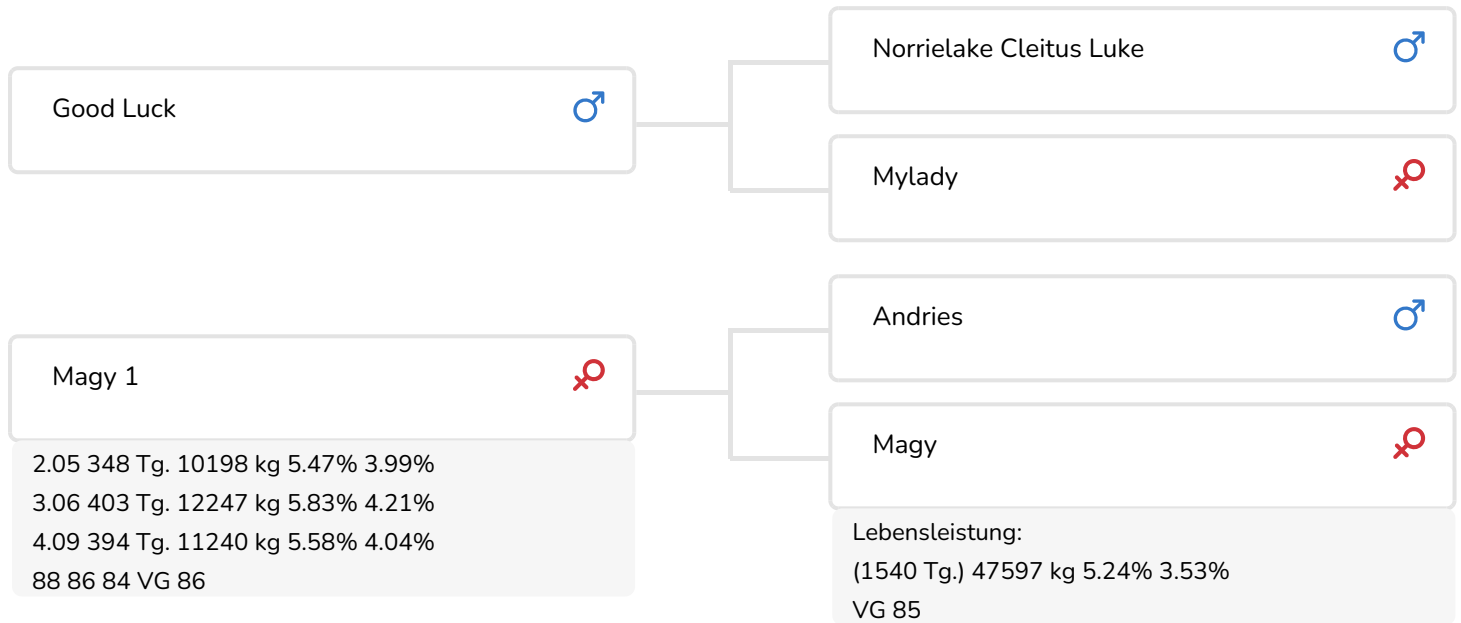 Good Luck
Norrielake Cleitus Luke
Mylady
Magy 1
2.05 348 Tg. 10198 kg 5.47% 3.99%
3.06 403 Tg. 12247 kg 5.83% 4.21%
4.09 394 Tg. 11240 kg 5.58% 4.04%
88 86 84 VG 86
Andries
Magy
Lebensleistung:
(1540 Tg.) 47597 kg 5.24% 3.53%
VG 85